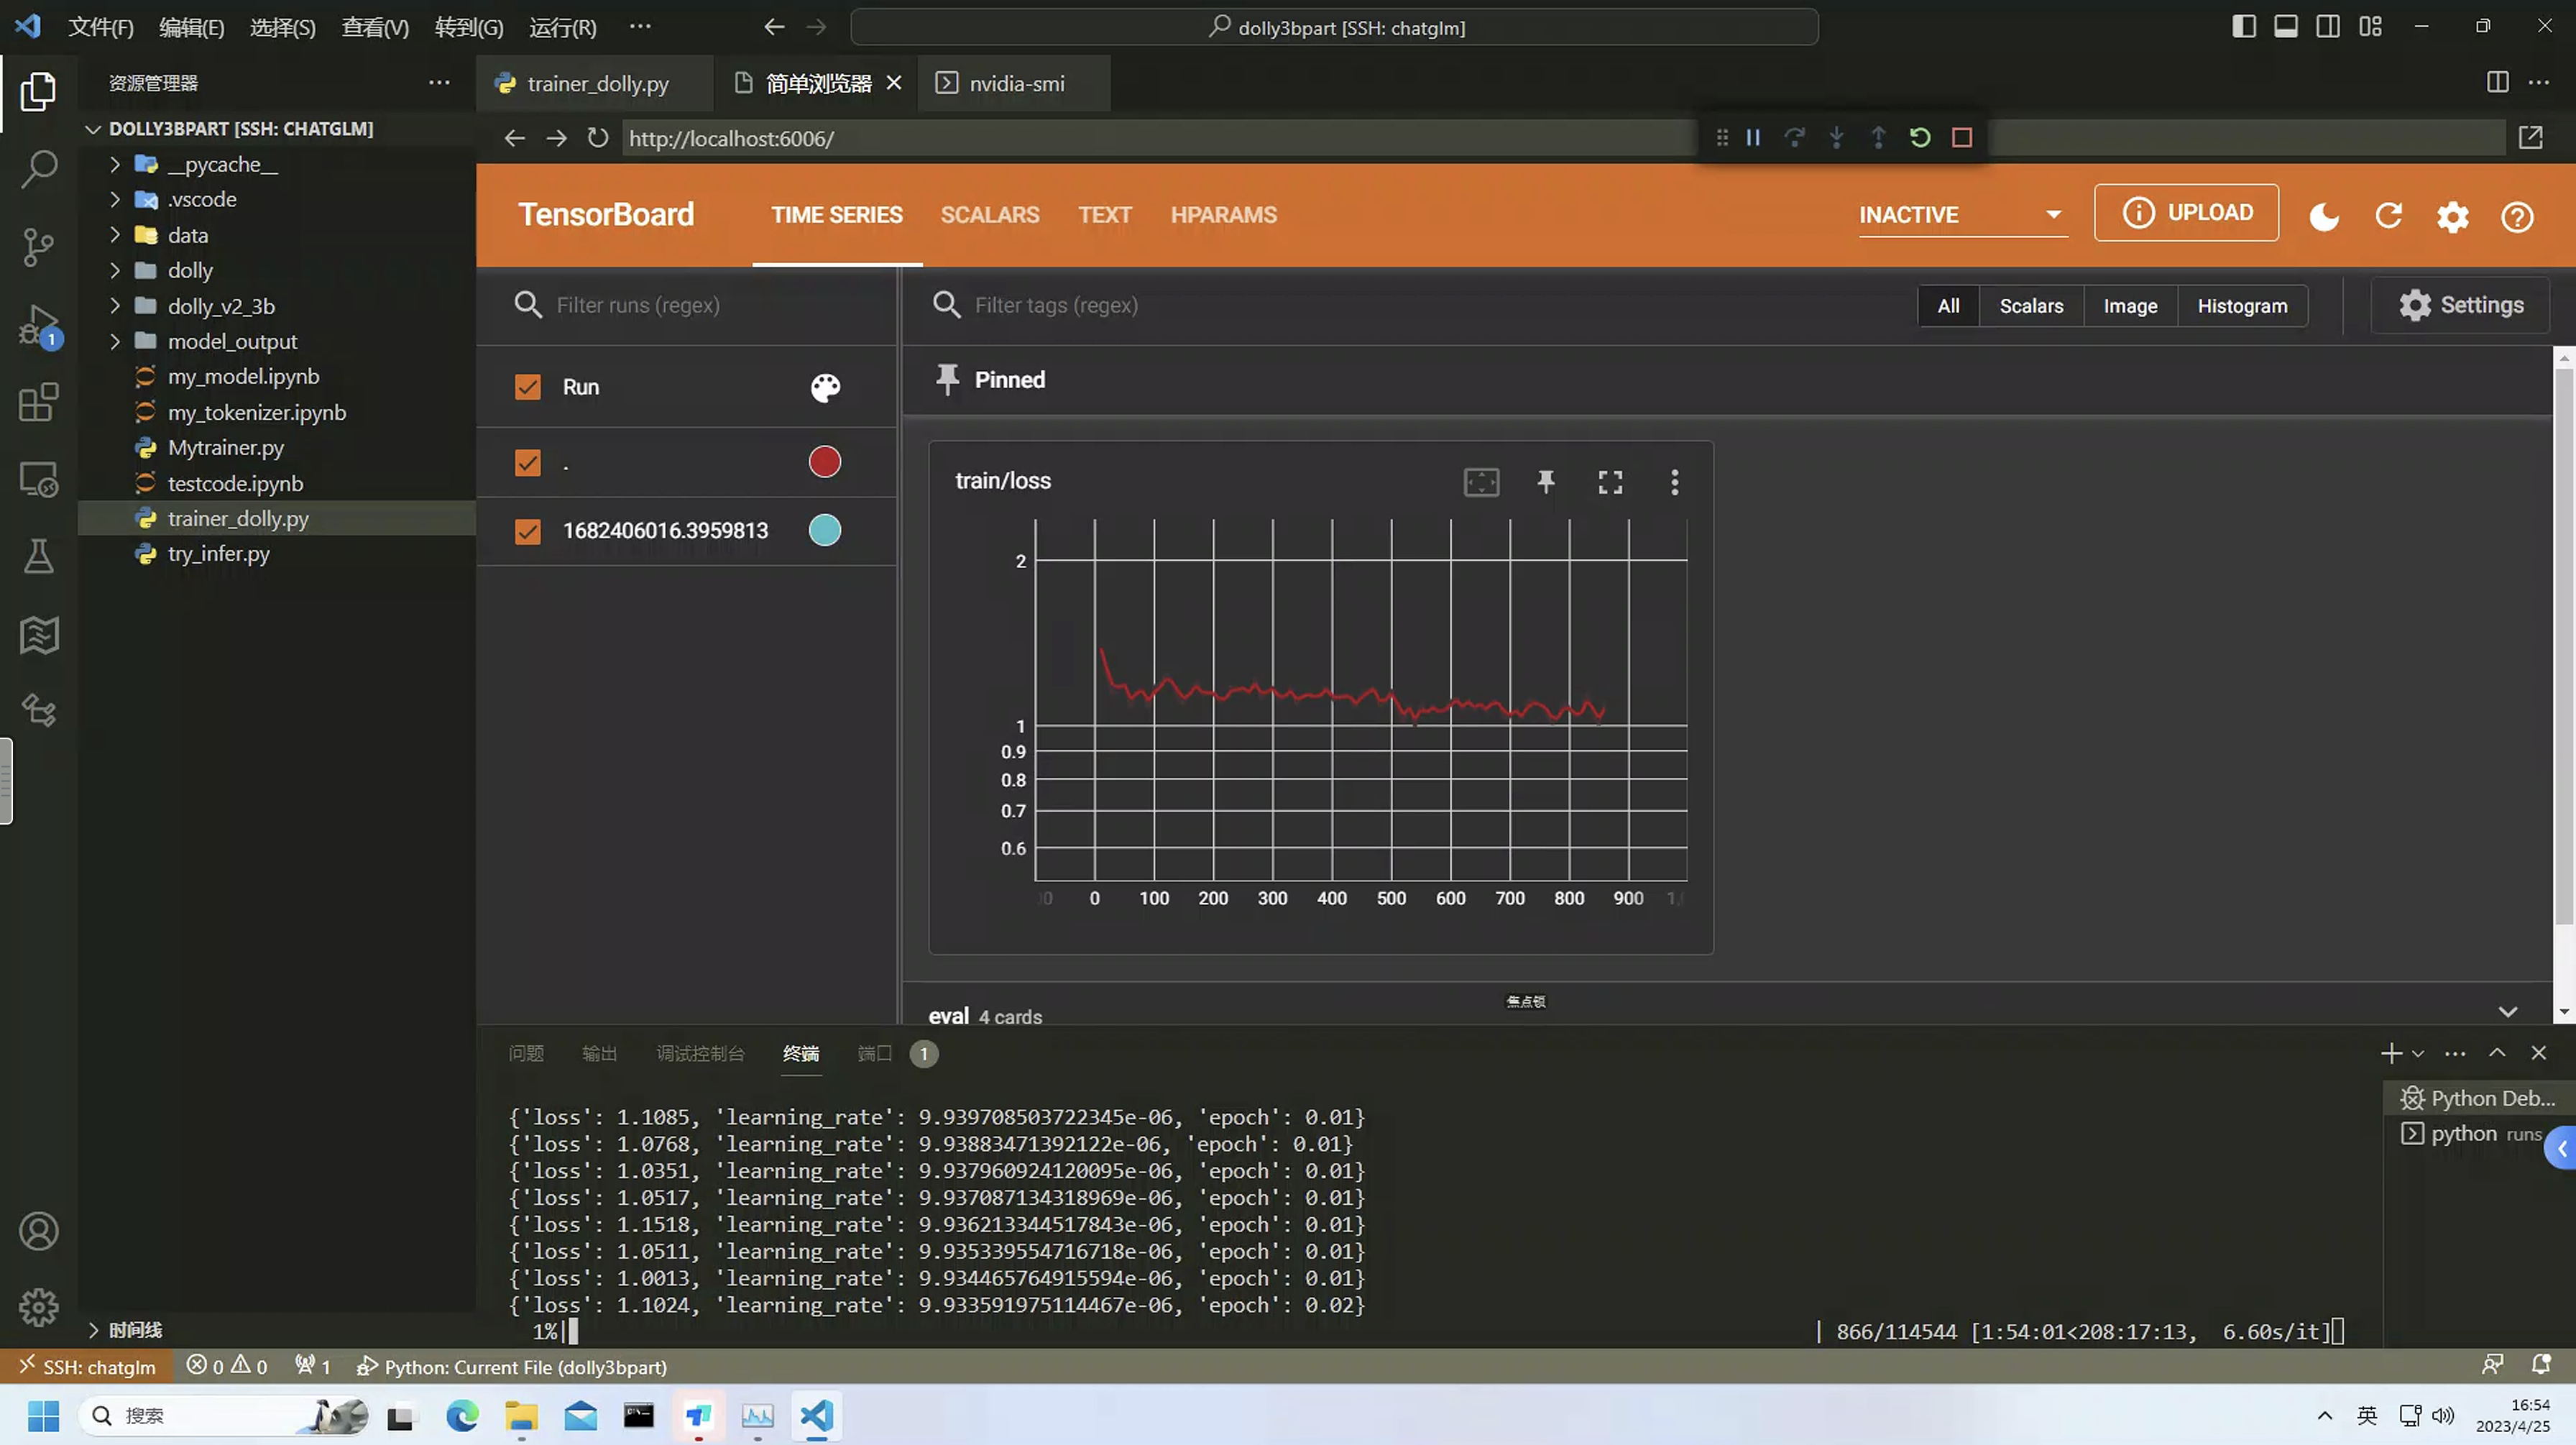 文件(F) 编辑(E) 选择(S) 查看(V) 转到(G) 运行(R) ··· dolly3bpart [SSH: chatglm]
资源管理器 ···
trainer_dolly.py 简单浏览器 nvidia-smi
http://localhost:6006/
DOLLY3BPART [SSH: CHATGLM]
__pycache__
.vscode
data
dolly
dolly_v2_3b
model_output
my_model.ipynb
my_tokenizer.ipynb
Mytrainer.py
testcode.ipynb
trainer_dolly.py
try_infer.py
时间线
1
TensorBoard TIME SERIES SCALARS TEXT HPARAMS INACTIVE UPLOAD
Filter runs (regex)
Run
.
1682406016.3959813
Filter tags (regex) All Scalars Image Histogram Settings
Pinned
train/loss
2
1
0.9
0.8
0.7
0.6
0 100 200 300 400 500 600 700 800 900
eval 4 cards
焦点锁
问题 输出 调试控制台 终端 端口 1
{'loss': 1.1085, 'learning_rate': 9.939708503722345e-06, 'epoch': 0.01}
{'loss': 1.0768, 'learning_rate': 9.93883471392122e-06, 'epoch': 0.01}
{'loss': 1.0351, 'learning_rate': 9.937960924120095e-06, 'epoch': 0.01}
{'loss': 1.0517, 'learning_rate': 9.937087134318969e-06, 'epoch': 0.01}
{'loss': 1.1518, 'learning_rate': 9.936213344517843e-06, 'epoch': 0.01}
{'loss': 1.0511, 'learning_rate': 9.935339554716718e-06, 'epoch': 0.01}
{'loss': 1.0013, 'learning_rate': 9.934465764915594e-06, 'epoch': 0.01}
{'loss': 1.1024, 'learning_rate': 9.933591975114467e-06, 'epoch': 0.02}
1%| | 866/114544 [1:54:01<208:17:13, 6.60s/it]
Python Deb...
python runs
SSH: chatglm 0 0 1 Python: Current File (dolly3bpart)
搜索
英
16:54
2023/4/25